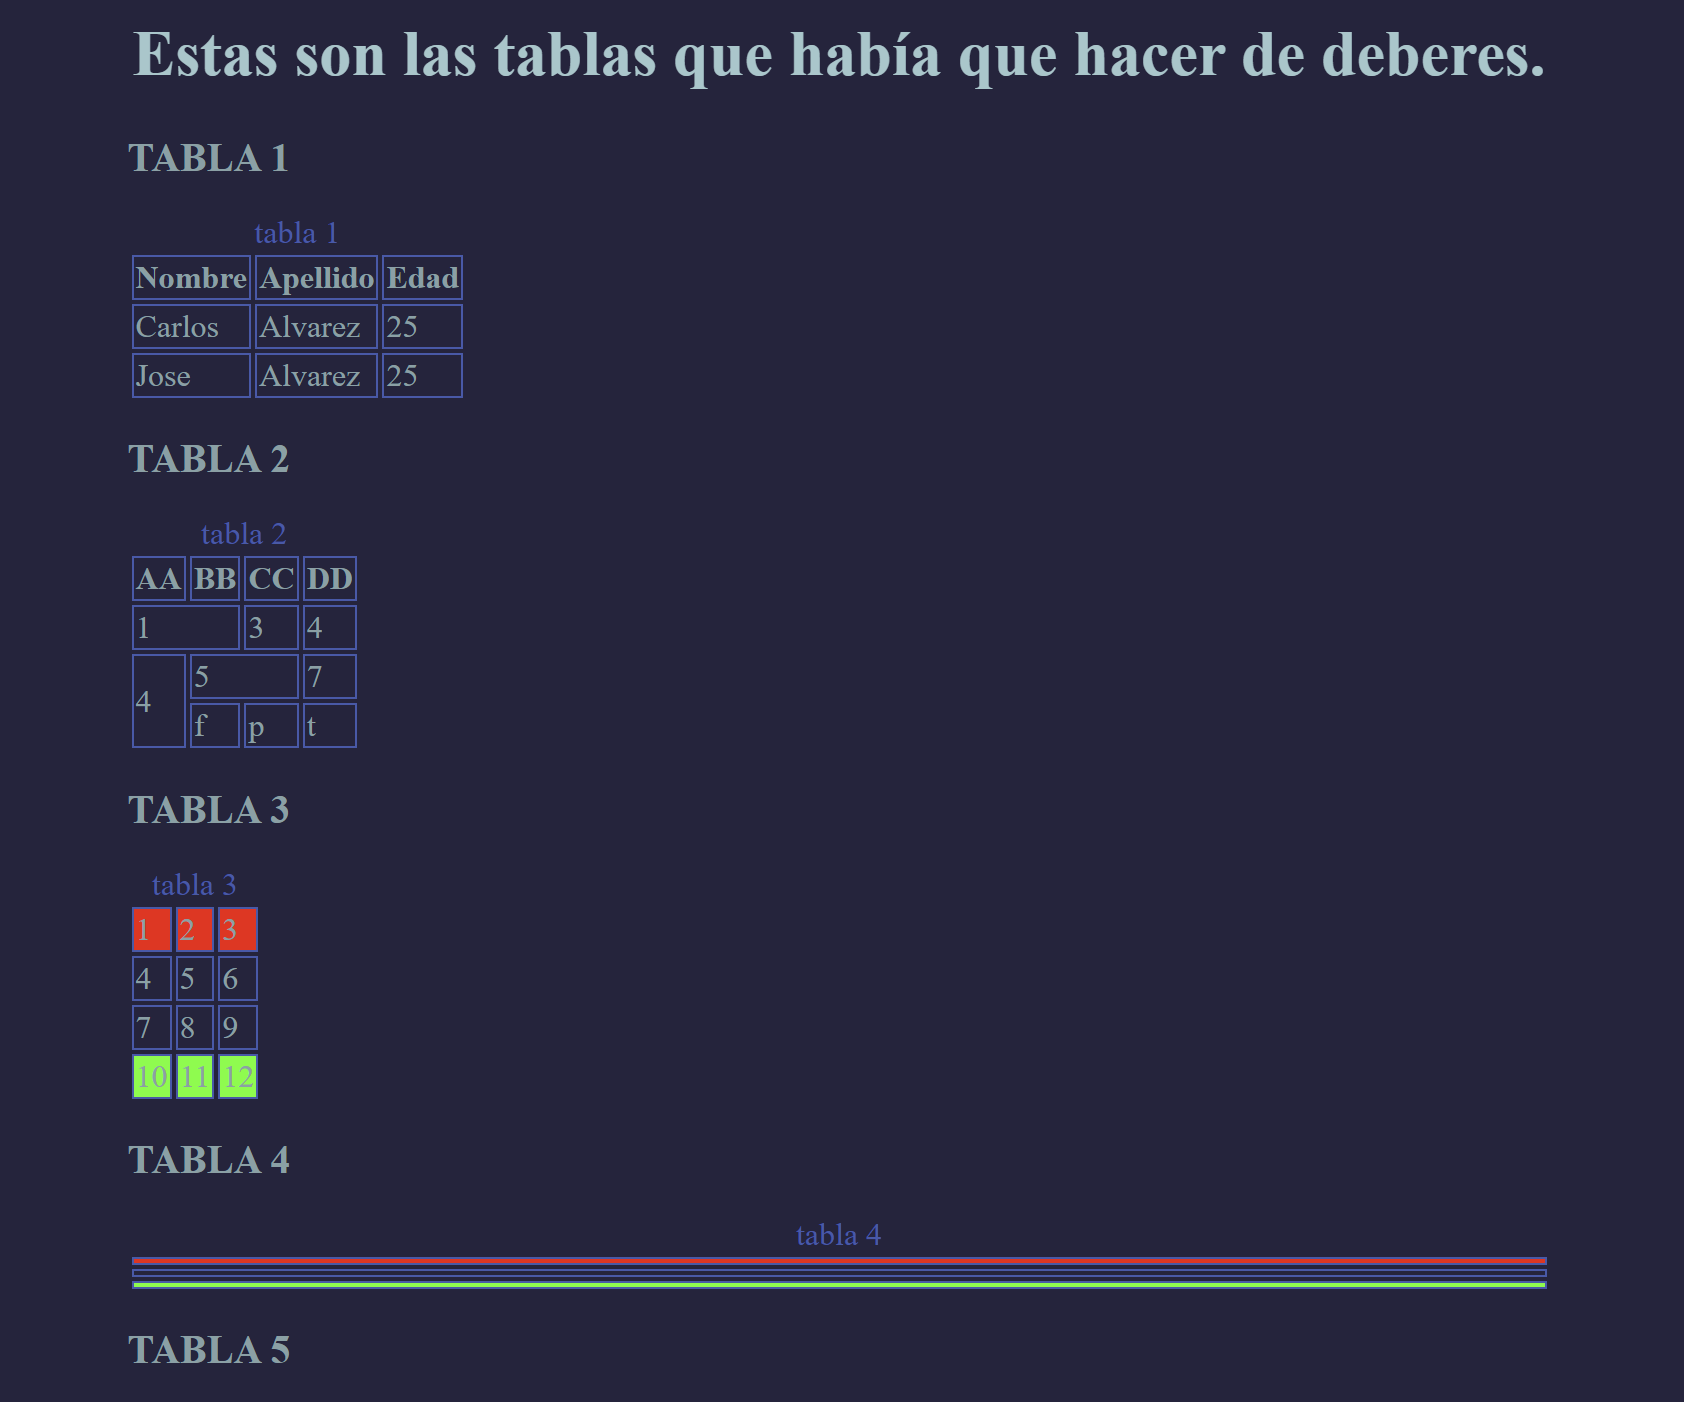 Estas son las tablas que había que hacer de deberes.
TABLA 1
tabla 1
Nombre Apellido Edad
Carlos Alvarez 25
Jose Alvarez 25
TABLA 2
tabla 2
AA BB CC DD
1 3 4
4 5 7
f p t
TABLA 3
tabla 3
1 2 3
4 5 6
7 8 9
10 11 12
TABLA 4
tabla 4
TABLA 5